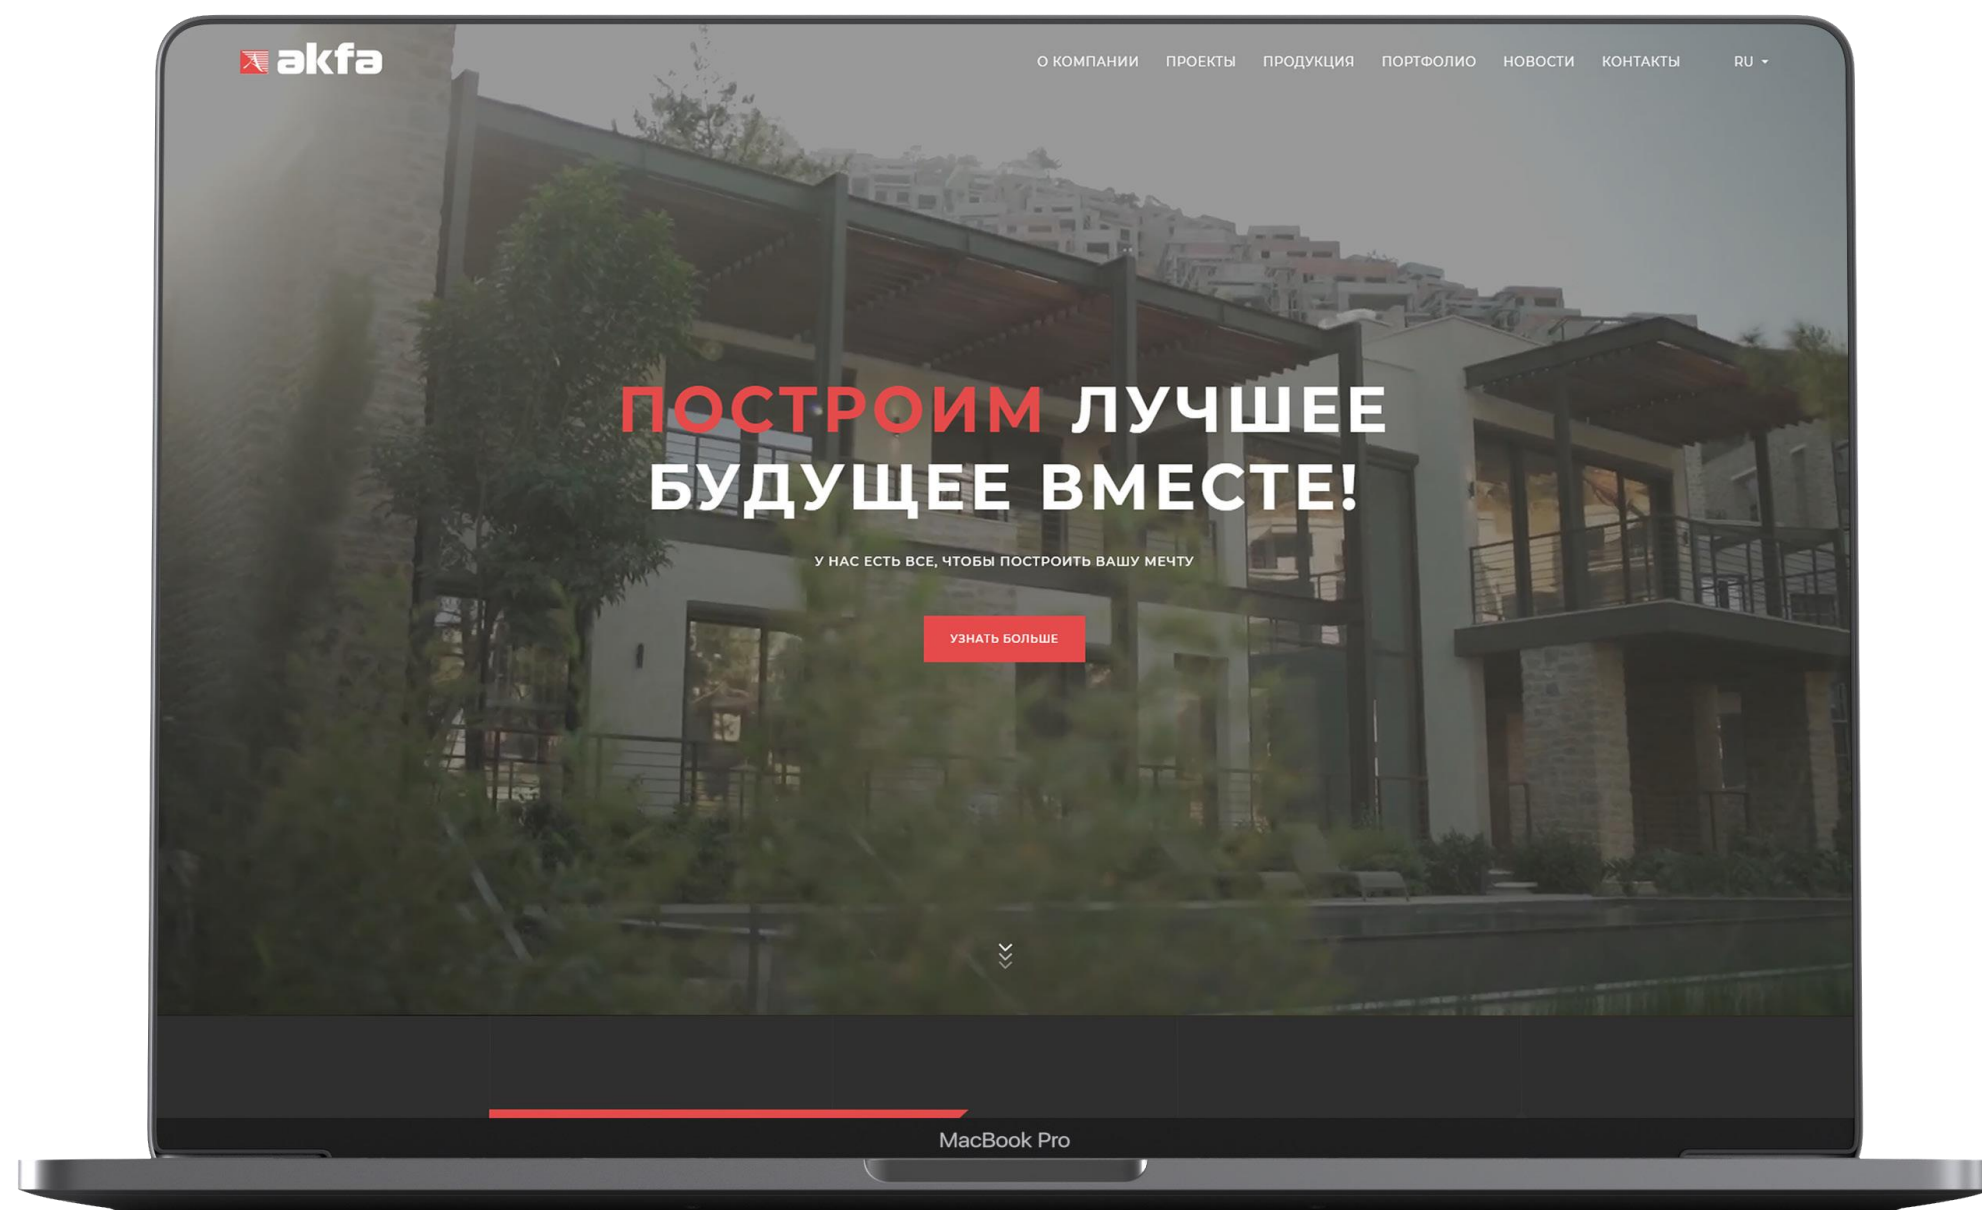 akfa
О КОМПАНИИ ПРОЕКТЫ ПРОДУКЦИЯ ПОРТФОЛИО НОВОСТИ КОНТАКТЫ RU
ПОСТРОИМ ЛУЧШЕЕ
БУДУЩЕЕ ВМЕСТЕ!
У НАС ЕСТЬ ВСЕ, ЧТОБЫ ПОСТРОИТЬ ВАШУ МЕЧТУ
УЗНАТЬ БОЛЬШЕ
MacBook Pro